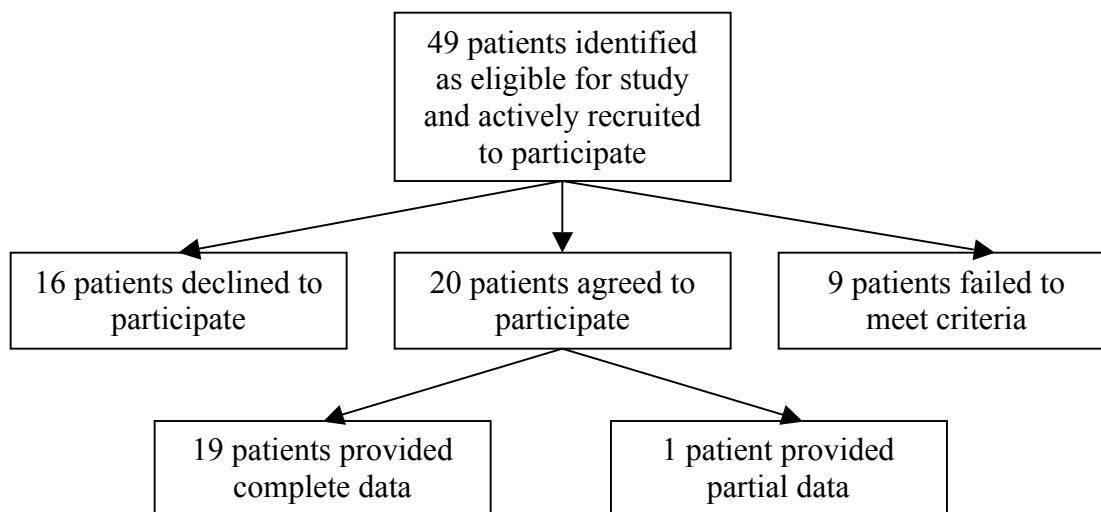 49 patients identified
as eligible for study
and actively recruited
to participate
16 patients declined to
participate
20 patients agreed to
participate
9 patients failed to
meet criteria
19 patients provided
complete data
1 patient provided
partial data